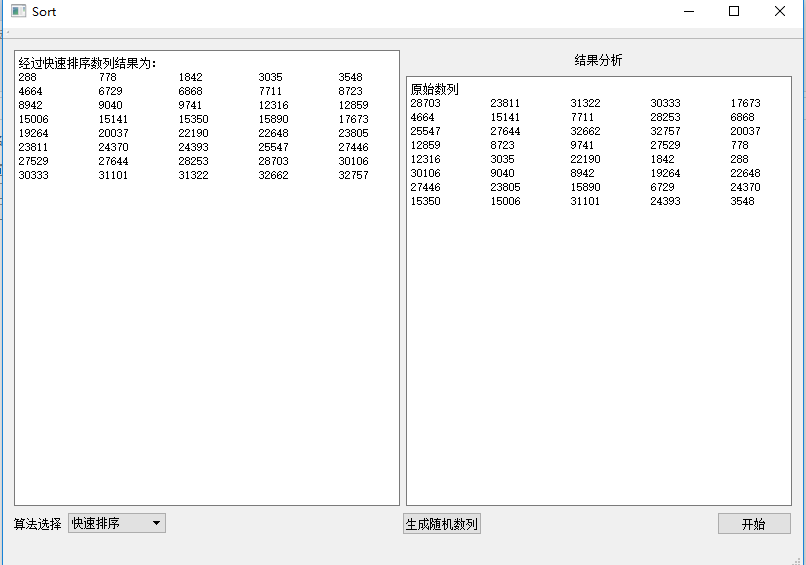 Sort
经过快速排序数列结果为：
288 778 1842 3035 3548
4664 6729 6868 7711 8723
8942 9040 9741 12316 12859
15006 15141 15350 15890 17673
19264 20037 22190 22648 23805
23811 24370 24393 25547 27446
27529 27644 28253 28703 30106
30333 31101 31322 32662 32757
结果分析
原始数列
28703 23811 31322 30333 17673
4664 15141 7711 28253 6868
25547 27644 32662 32757 20037
12859 8723 9741 27529 778
12316 3035 22190 1842 288
30106 9040 8942 19264 22648
27446 23805 15890 6729 24370
15350 15006 31101 24393 3548
算法选择 快速排序 生成随机数列 开始